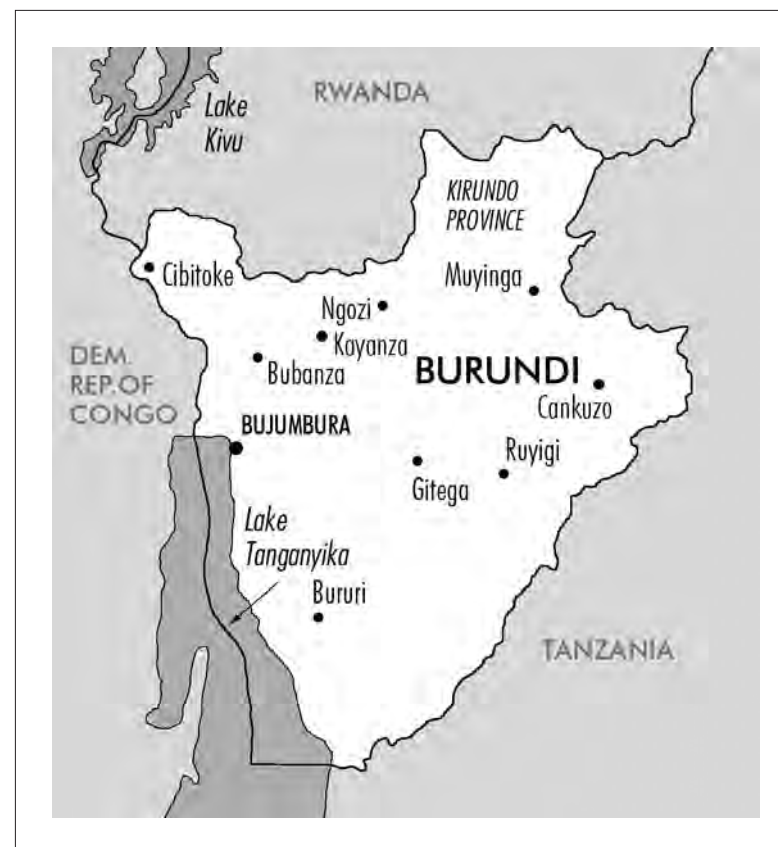 RWANDA
Lake
Kivu
KIRUNDO
PROVINCE
Cibitoke
Muyinga
Ngozi
Kayanza
DEM.
REP.OF
CONGO
Bubanza
BURUNDI
Cankuzo
BUJUMBURA
Ruyigi
Gitega
Lake
Tanganyika
Bururi
TANZANIA